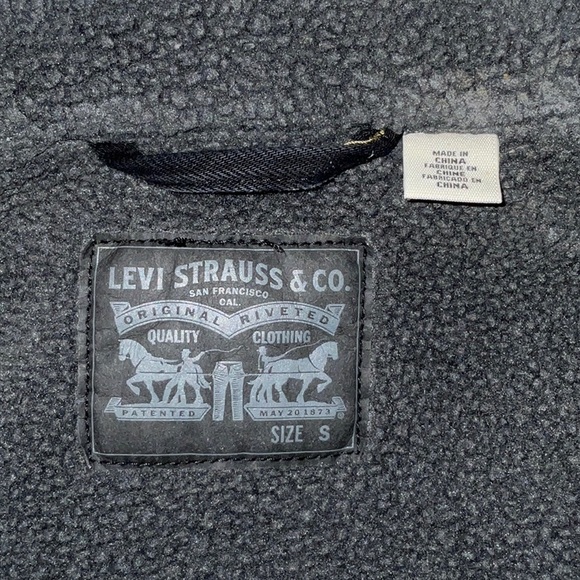 MADE IN
CHINA
FABRIQUE EN
CHINE
FABRICADO EN
CHINA
LEVI STRAUSS & CO.
SAN FRANCISCO
CAL.
ORIGINAL RIVETED
QUALITY CLOTHING
PATENTED MAY 20 1873
SIZE S